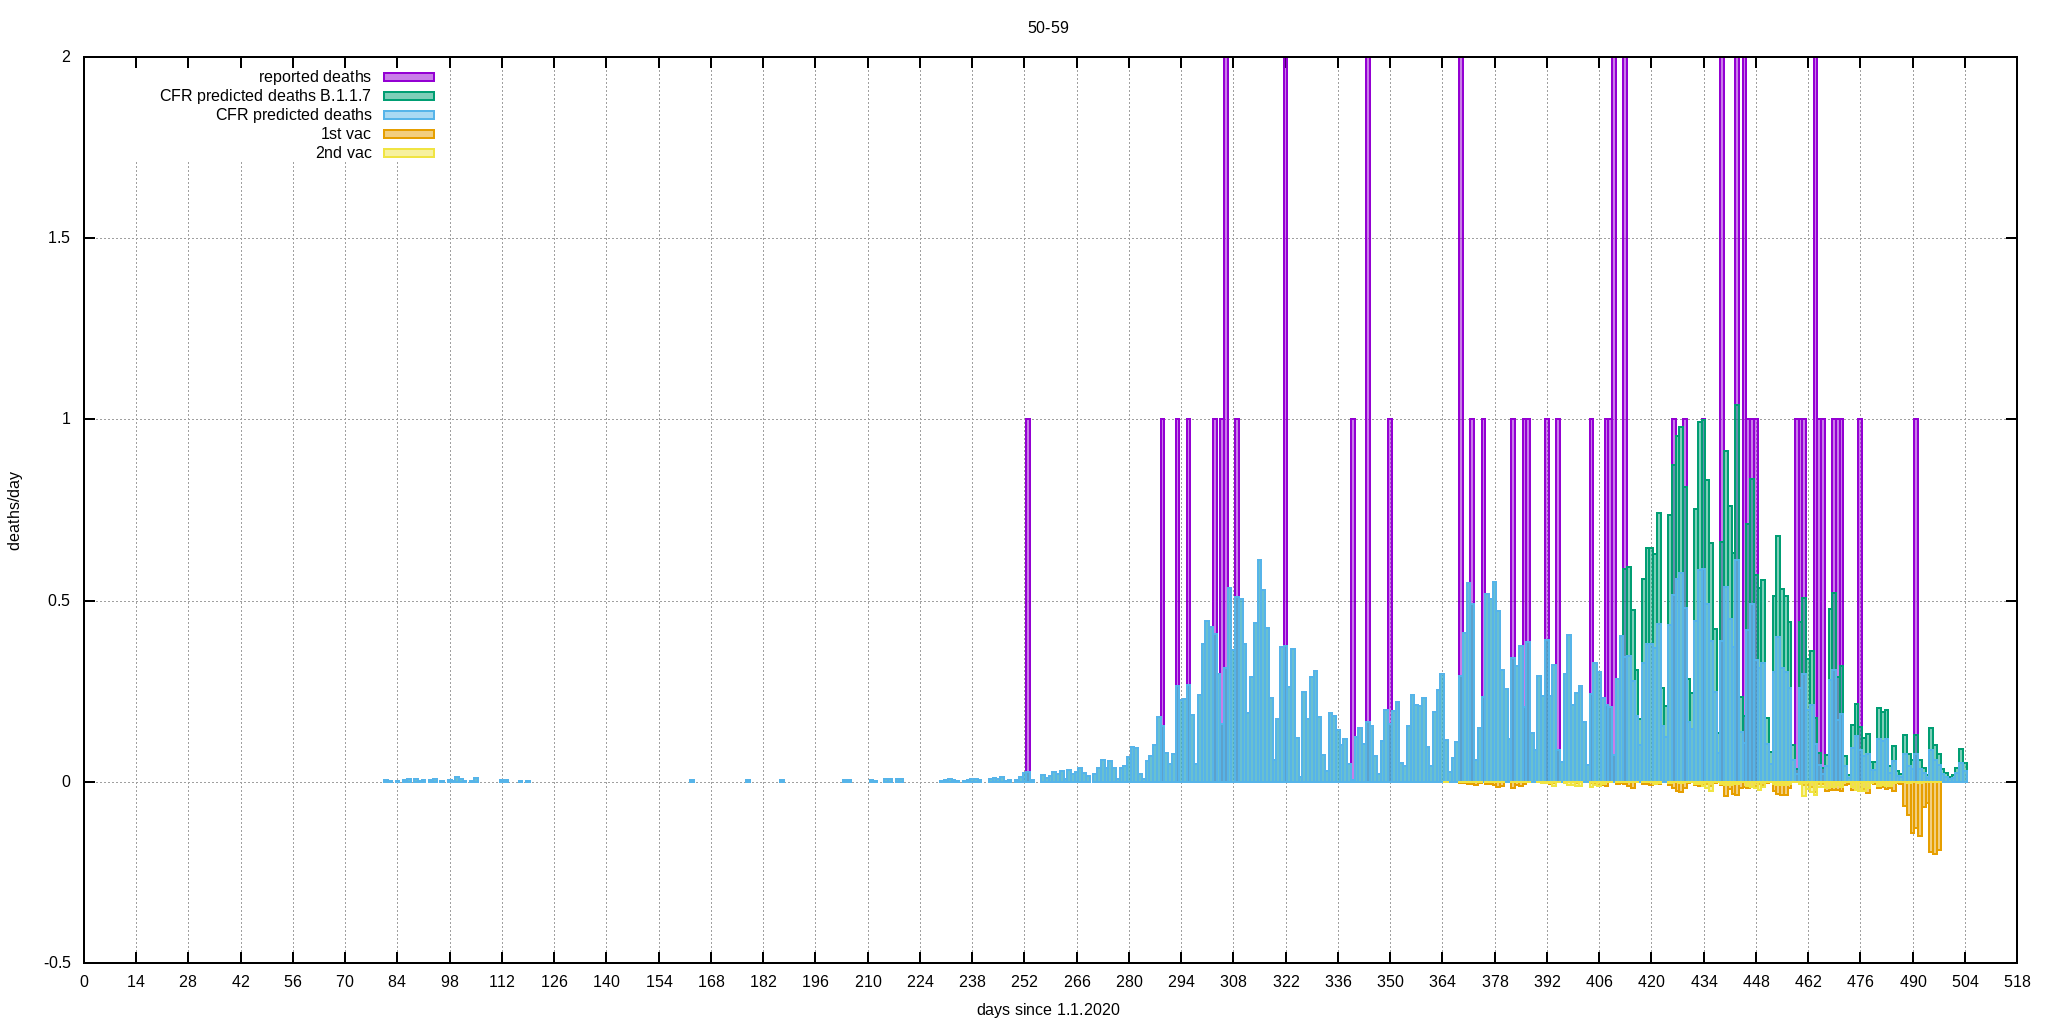 50-59
2
reported deaths
CFR predicted deaths B.1.1.7
CFR predicted deaths
1st vac
2nd vac
1.5
1
deaths/day
0.5
0
-0.5
0 14 28 42 56 70 84 98 112 126 140 154 168 182 196 210 224 238 252 266 280 294 308 322 336 350 364 378 392 406 420 434 448 462 476 490 504 518
days since 1.1.2020